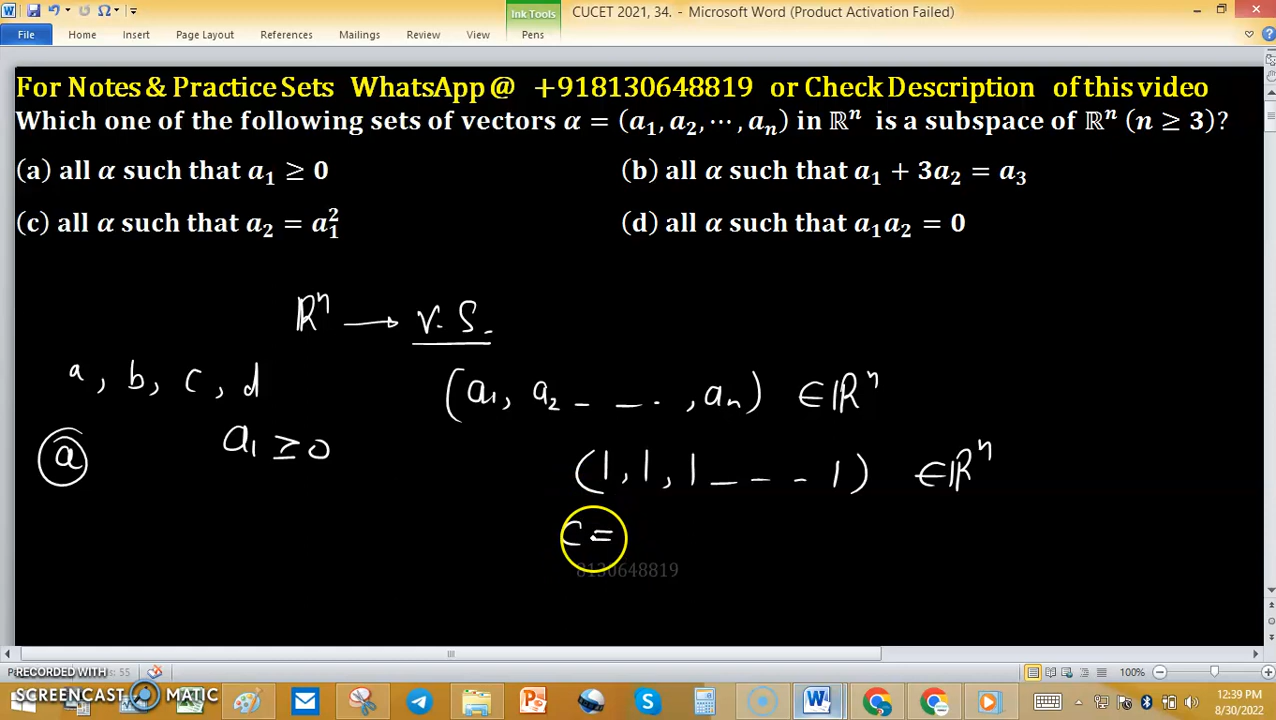 CUCET 2021, 34. - Microsoft Word (Product Activation Failed)
Ink Tools
File Home Insert Page Layout References Mailings Review View Pens
For Notes & Practice Sets WhatsApp @ +918130648819 or Check Description of this video
Which one of the following sets of vectors α = (a₁, a₂, ⋯, aₙ) in ℝⁿ is a subspace of ℝⁿ (n ≥ 3)?
(a) all α such that a₁ ≥ 0 (b) all α such that a₁ + 3a₂ = a₃
(c) all α such that a₂ = a₁² (d) all α such that a₁a₂ = 0
ℝⁿ → V. S.
a, b, c, d (a₁, a₂ _ _ . , aₙ) ∈ ℝⁿ
(a) a₁ ≥ 0 (1, 1, 1 _ _ . 1) ∈ ℝⁿ
c =
8130648819
RECORDED WITH 55 100%
SCREENCAST MATIC 12:39 PM
8/30/2022